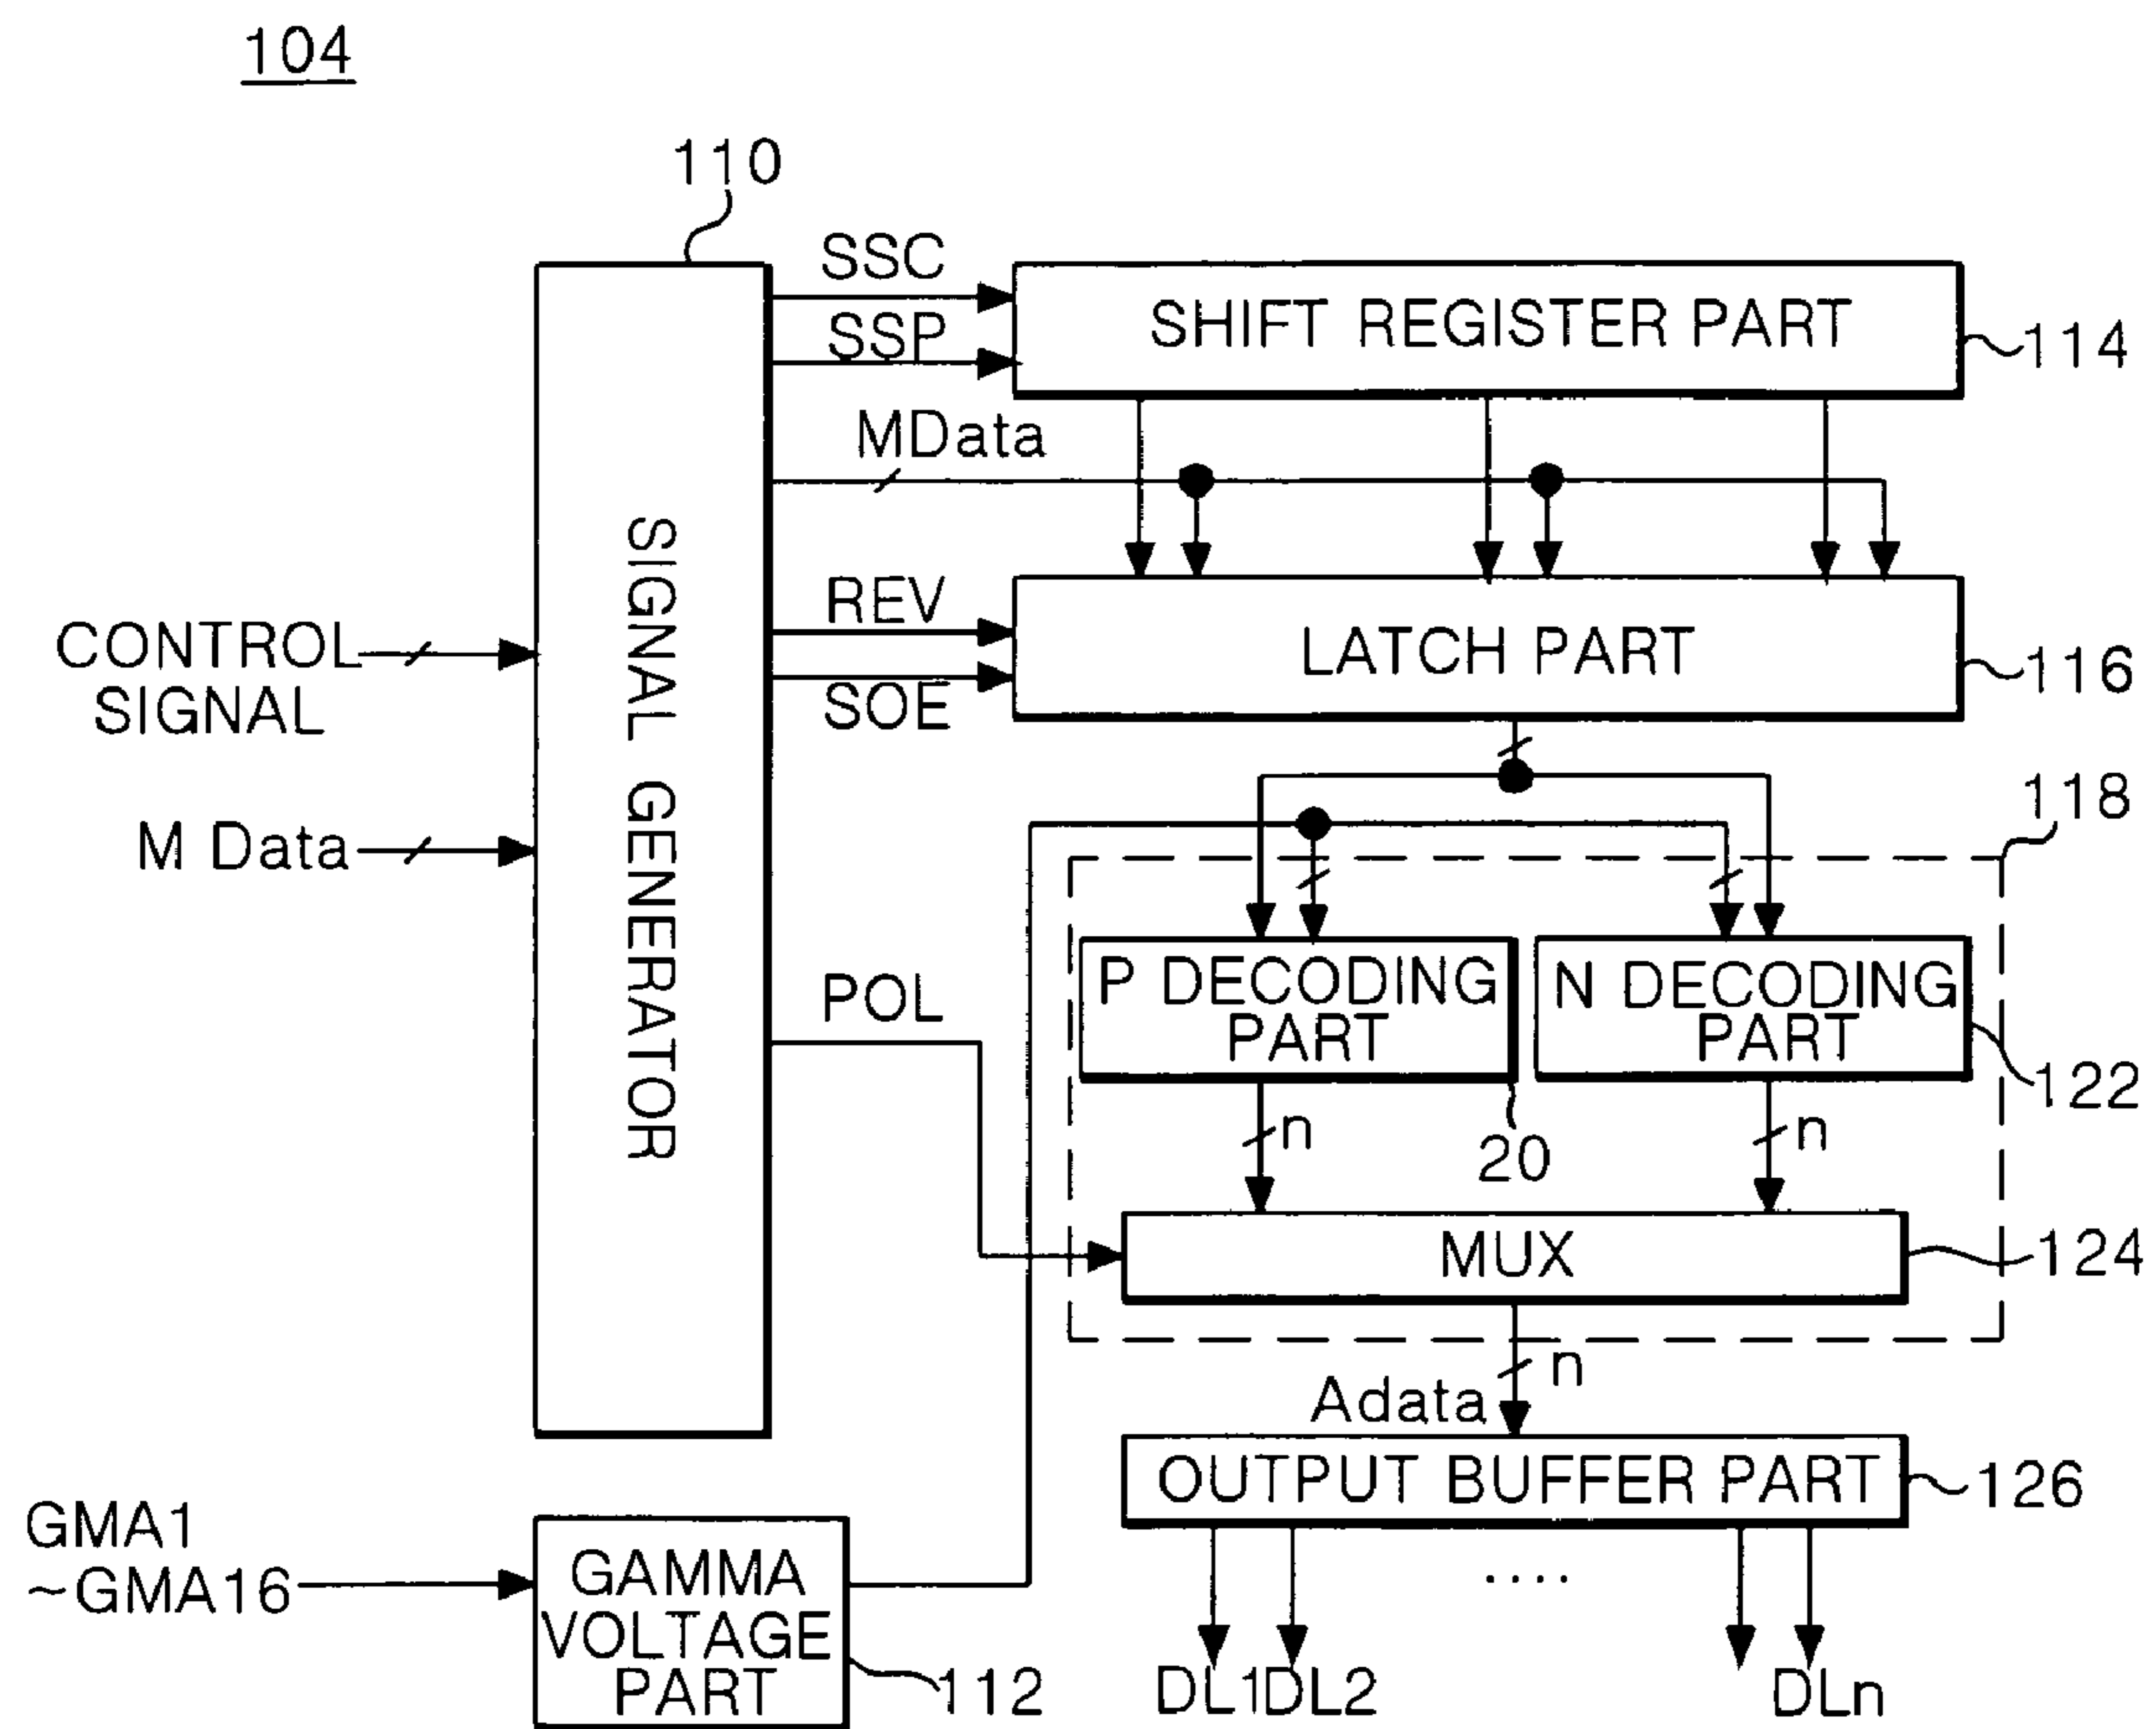 104
110
SSC
SSP
SHIFT REGISTER PART
114
MData
SIGNAL GENERATOR
CONTROL
SIGNAL
REV
SOE
LATCH PART
116
M Data
118
POL
P DECODING
PART
N DECODING
PART
20
122
n
n
MUX
124
n
Adata
OUTPUT BUFFER PART
126
GMA1
~GMA16
GAMMA
VOLTAGE
PART
112
....
DL1
DL2
DLn